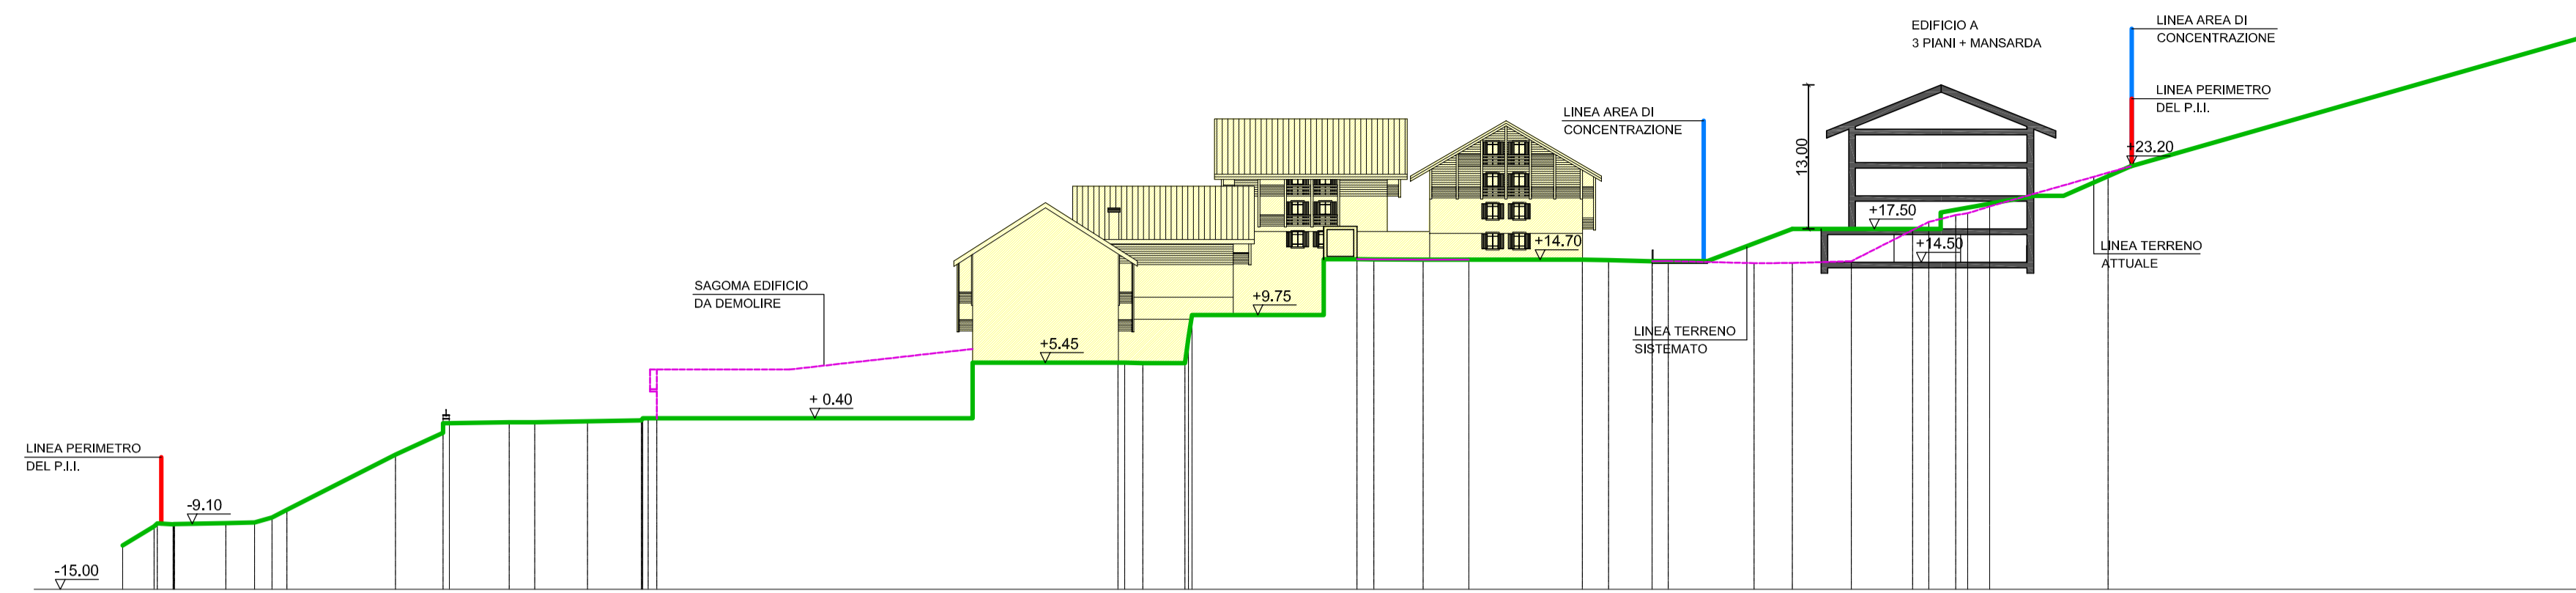 EDIFICIO A
3 PIANI + MANSARDA
LINEA AREA DI
CONCENTRAZIONE
LINEA PERIMETRO
DEL P.I.I.
+23.20
LINEA AREA DI
CONCENTRAZIONE
13.00
+17.50
+14.50
+14.70
LINEA TERRENO
ATTUALE
SAGOMA EDIFICIO
DA DEMOLIRE
+9.75
+5.45
LINEA TERRENO
SISTEMATO
+ 0.40
LINEA PERIMETRO
DEL P.I.I.
-9.10
-15.00